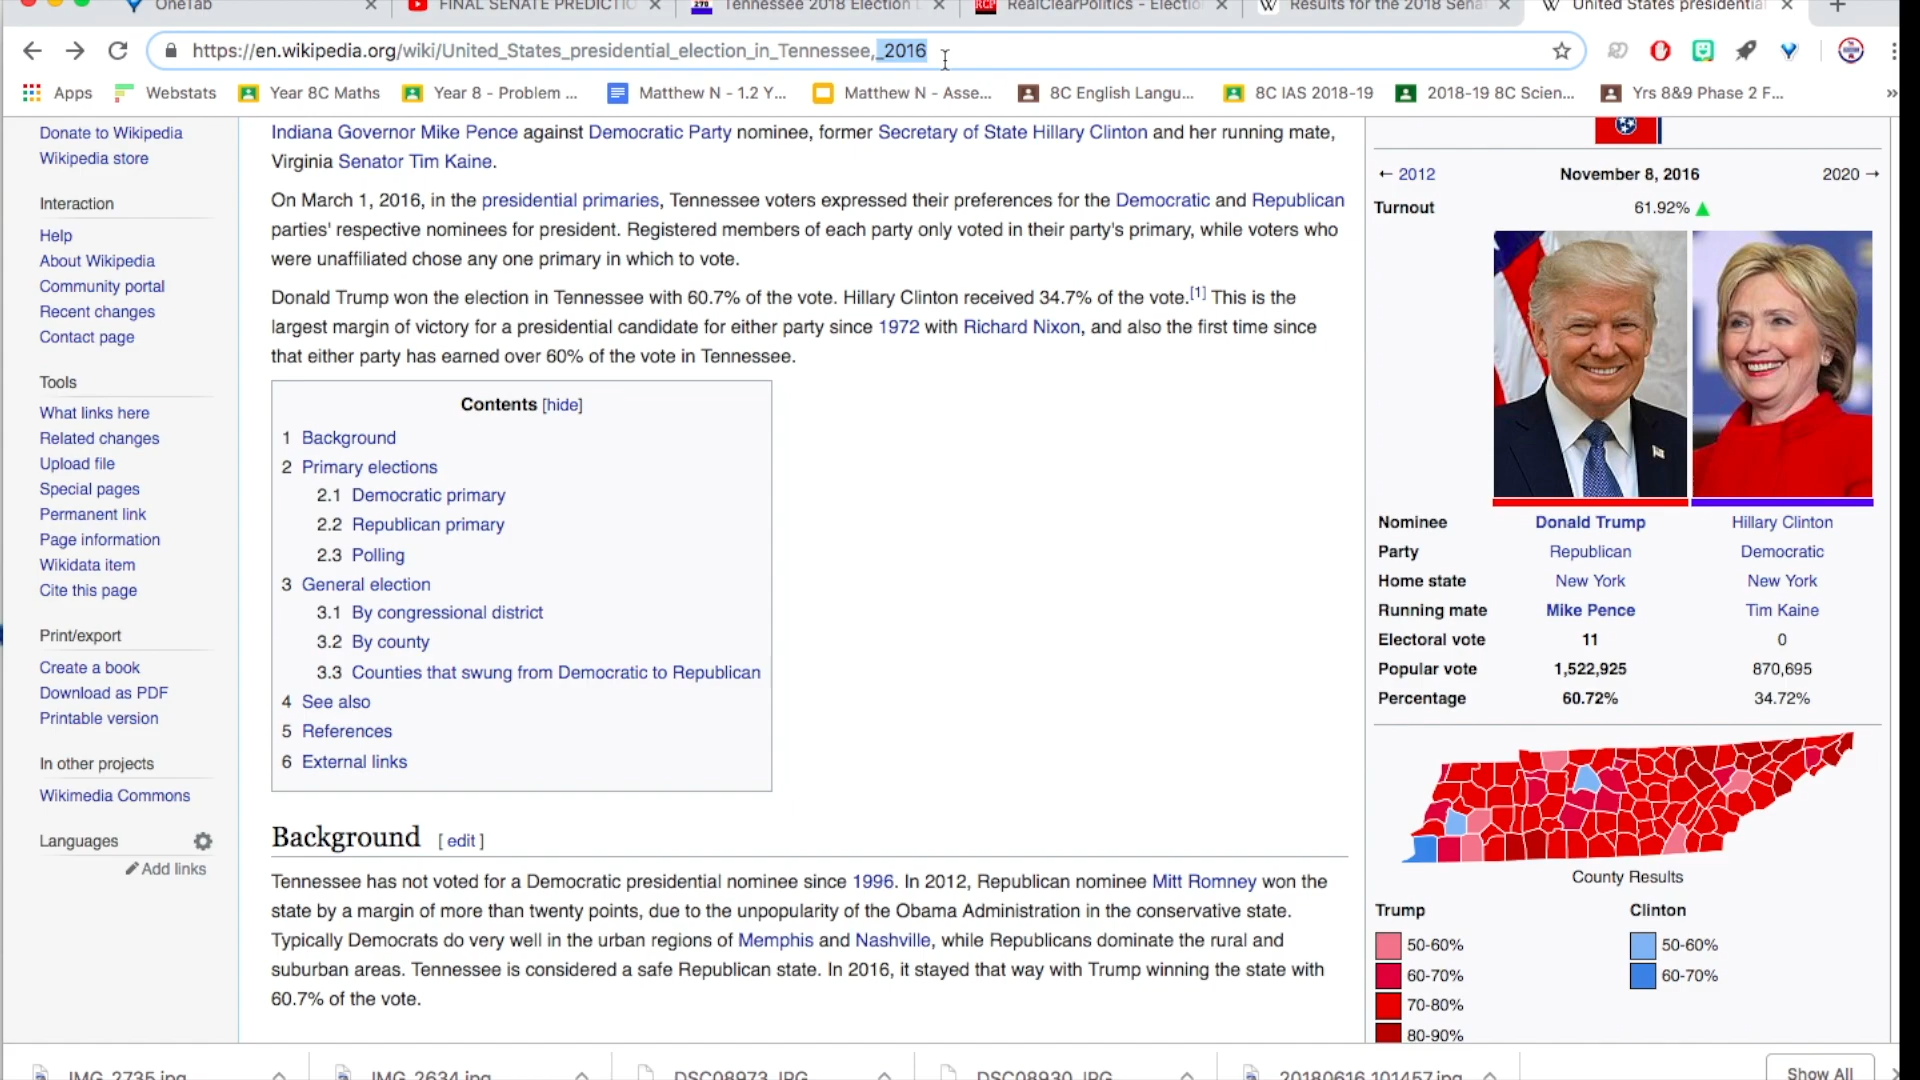 OneTab
FINAL SENATE PREDICTIO
Tennessee 2018 Election
RealClearPolitics - Electio
Results for the 2018 Sena
United States presidential
https://en.wikipedia.org/wiki/United_States_presidential_election_in_Tennessee,_2016
Apps
Webstats
Year 8C Maths
Year 8 - Problem ...
Matthew N - 1.2 Y...
Matthew N - Asse...
8C English Langu...
8C IAS 2018-19
2018-19 8C Scien...
Yrs 8&9 Phase 2 F...
»
Donate to Wikipedia
Wikipedia store
Interaction
Help
About Wikipedia
Community portal
Recent changes
Contact page
Tools
What links here
Related changes
Upload file
Special pages
Permanent link
Page information
Wikidata item
Cite this page
Print/export
Create a book
Download as PDF
Printable version
In other projects
Wikimedia Commons
Languages
Add links
Indiana Governor Mike Pence against Democratic Party nominee, former Secretary of State Hillary Clinton and her running mate,
Virginia Senator Tim Kaine.
On March 1, 2016, in the presidential primaries, Tennessee voters expressed their preferences for the Democratic and Republican
parties' respective nominees for president. Registered members of each party only voted in their party's primary, while voters who
were unaffiliated chose any one primary in which to vote.
Donald Trump won the election in Tennessee with 60.7% of the vote. Hillary Clinton received 34.7% of the vote.[1] This is the
largest margin of victory for a presidential candidate for either party since 1972 with Richard Nixon, and also the first time since
that either party has earned over 60% of the vote in Tennessee.
Contents [hide]
1 Background
2 Primary elections
2.1 Democratic primary
2.2 Republican primary
2.3 Polling
3 General election
3.1 By congressional district
3.2 By county
3.3 Counties that swung from Democratic to Republican
4 See also
5 References
6 External links
Background [ edit ]
Tennessee has not voted for a Democratic presidential nominee since 1996. In 2012, Republican nominee Mitt Romney won the
state by a margin of more than twenty points, due to the unpopularity of the Obama Administration in the conservative state.
Typically Democrats do very well in the urban regions of Memphis and Nashville, while Republicans dominate the rural and
suburban areas. Tennessee is considered a safe Republican state. In 2016, it stayed that way with Trump winning the state with
60.7% of the vote.
← 2012 November 8, 2016 2020 →
Turnout 61.92%
Nominee Donald Trump Hillary Clinton
Party Republican Democratic
Home state New York New York
Running mate Mike Pence Tim Kaine
Electoral vote 11 0
Popular vote 1,522,925 870,695
Percentage 60.72% 34.72%
County Results
Trump Clinton
50-60% 50-60%
60-70% 60-70%
70-80%
80-90%
IMG_2735.jpg
IMG_2634.jpg
DSC08973.JPG
DSC08930.JPG
20180616_101457.jpg
Show All